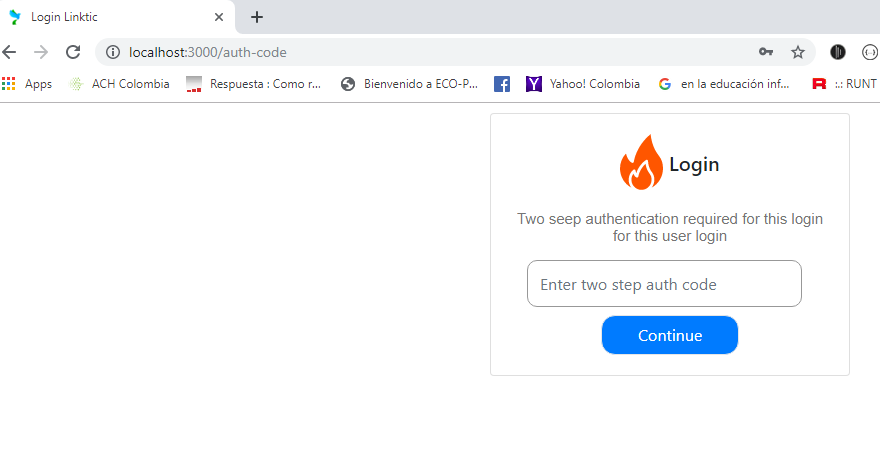 Login Linktic
localhost:3000/auth-code
Apps ACH Colombia Respuesta : Como r... Bienvenido a ECO-P... Yahoo! Colombia en la educación inf... :.: RUNT
Login
Two seep authentication required for this login
for this user login
Enter two step auth code
Continue